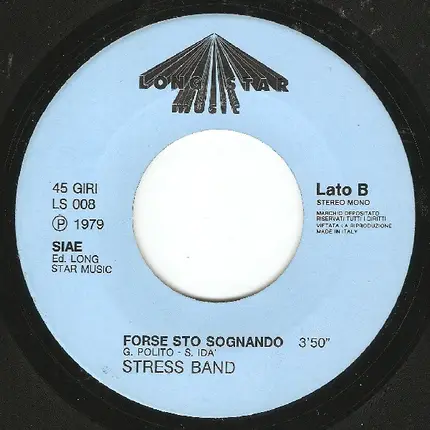 LONG STAR
MUSIC
45 GIRI
LS 008
Ⓟ 1979
SIAE
Ed. LONG
STAR MUSIC
Lato B
STEREO MONO
MARCHIO DEPOSITATO
RISERVATI TUTTI I DIRITTI
VIETATA LA RIPRODUZIONE
MADE IN ITALY
FORSE STO SOGNANDO 3'50"
G. POLITO - S. IDA'
STRESS BAND